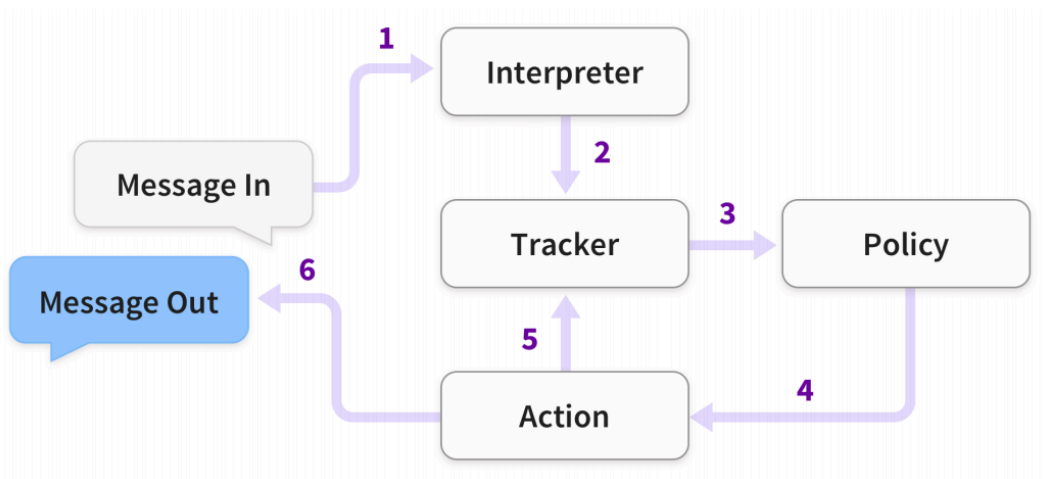 1
Interpreter
2
Message In
Tracker
3
Policy
6
Message Out
5
4
Action